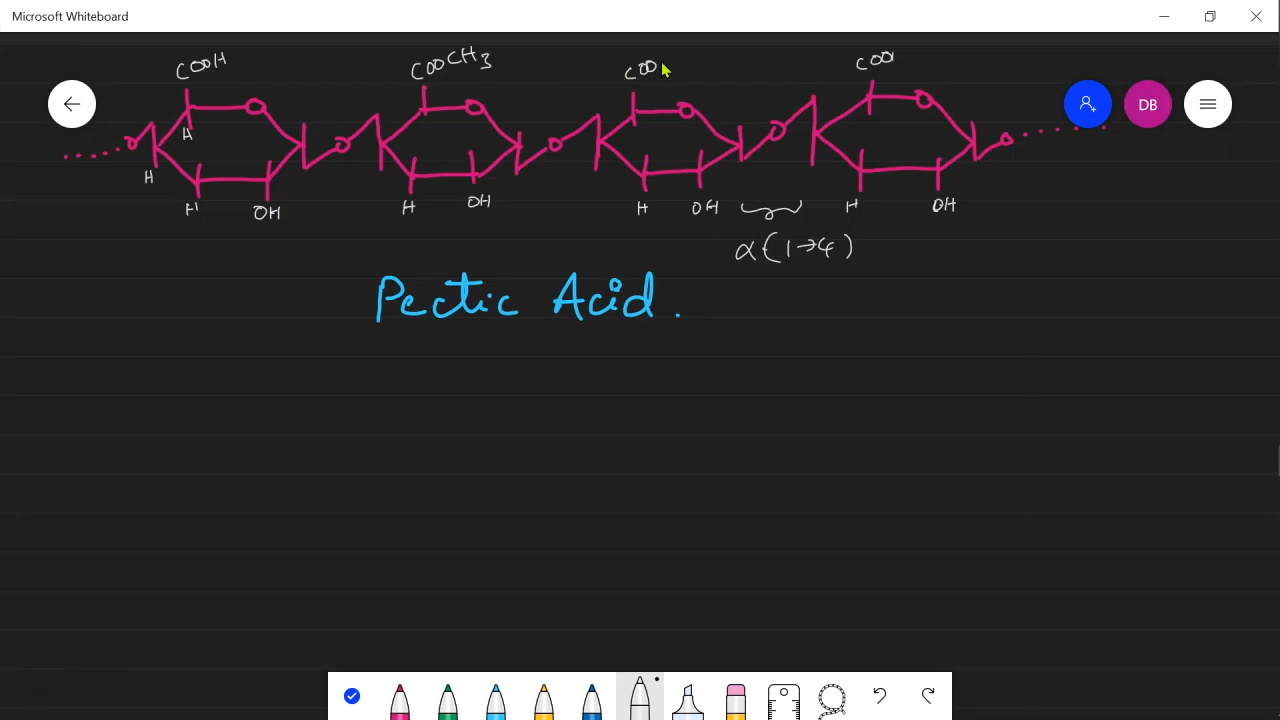 Microsoft Whiteboard
COOH COOCH3 COO COO
DB
O O O O O O O O O
H
H
H OH H OH H OH H OH
α(1→4)
Pectic Acid.